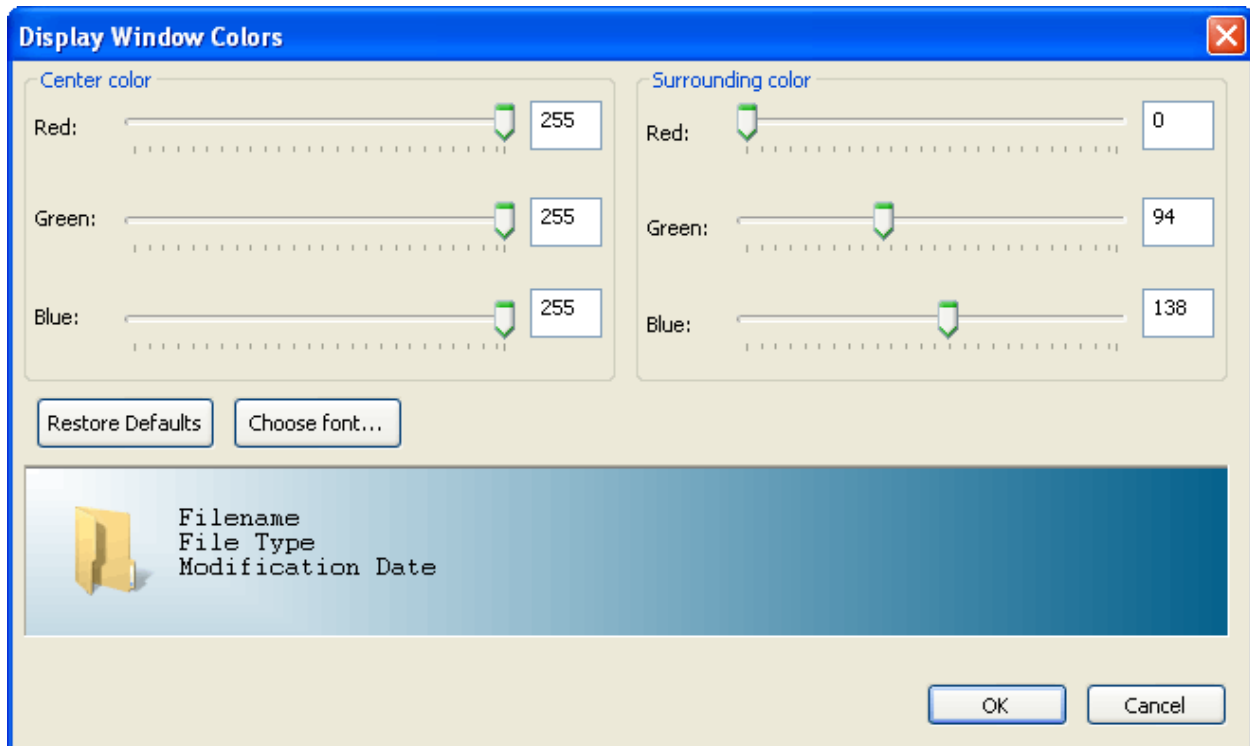 Display Window Colors
Center color
Red: 255
Green: 255
Blue: 255
Surrounding color
Red: 0
Green: 94
Blue: 138
Restore Defaults
Choose font...
Filename
File Type
Modification Date
OK
Cancel